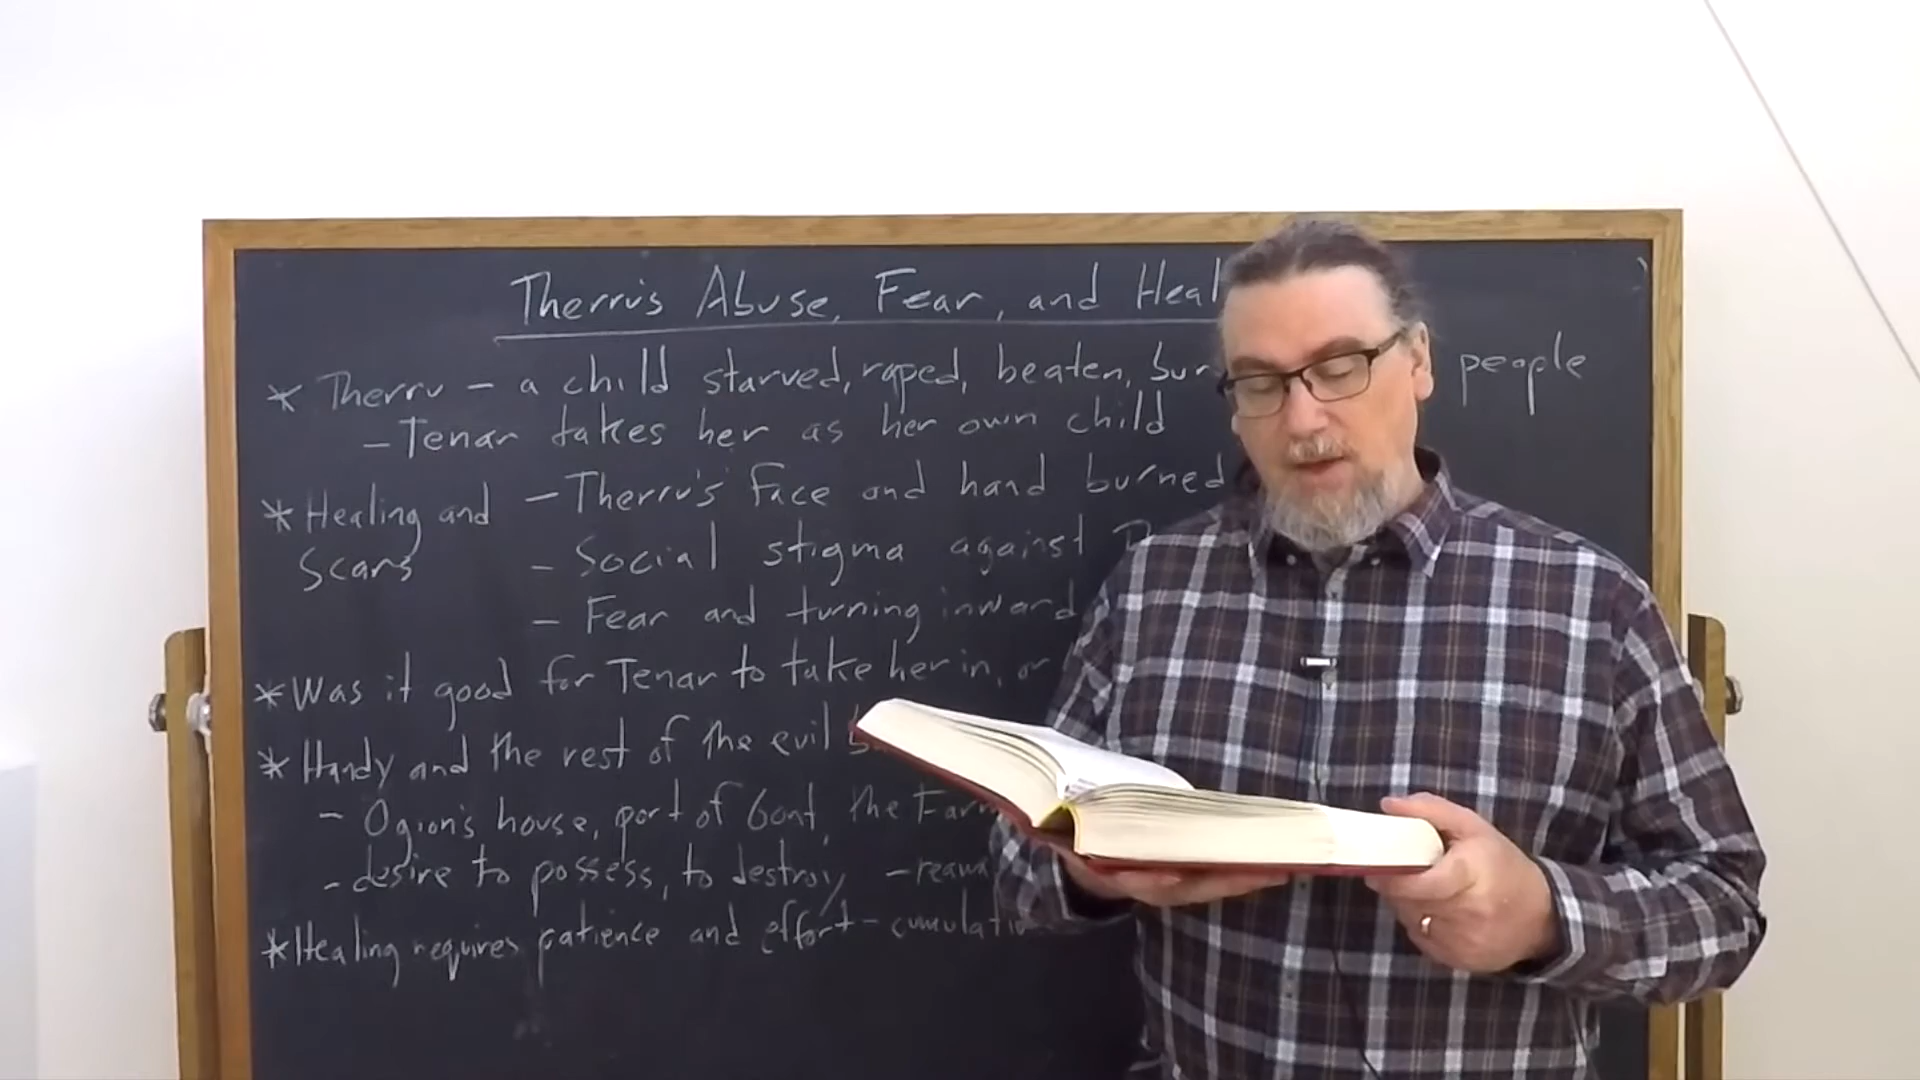 Therru's Abuse, Fear, and Heal
* Therru – a child starved, raped, beaten, bur people
– Tenar takes her as her own child
* Healing and Scars
– Therru's face and hand burned
– Social stigma against
– Fear and turning inward
* Was it good for Tenar to take her in, or
* Handy and the rest of the evil
– Ogion's house, port of Gont, the Farm
– desire to possess, to destroy – reawa
* Healing requires patience and effort – cumulativ